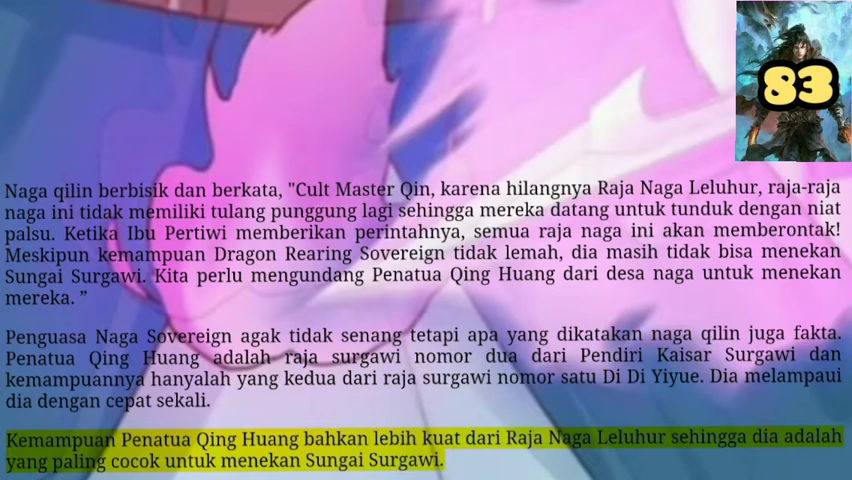 83
Naga qilin berbisik dan berkata, "Cult Master Qin, karena hilangnya Raja Naga Leluhur, raja-raja
naga ini tidak memiliki tulang punggung lagi sehingga mereka datang untuk tunduk dengan niat
palsu. Ketika Ibu Pertiwi memberikan perintahnya, semua raja naga ini akan memberontak!
Meskipun kemampuan Dragon Rearing Sovereign tidak lemah, dia masih tidak bisa menekan
Sungai Surgawi. Kita perlu mengundang Penatua Qing Huang dari desa naga untuk menekan
mereka. ”
Penguasa Naga Sovereign agak tidak senang tetapi apa yang dikatakan naga qilin juga fakta.
Penatua Qing Huang adalah raja surgawi nomor dua dari Pendiri Kaisar Surgawi dan
kemampuannya hanyalah yang kedua dari raja surgawi nomor satu Di Di Yiyue. Dia melampaui
dia dengan cepat sekali.
Kemampuan Penatua Qing Huang bahkan lebih kuat dari Raja Naga Leluhur sehingga dia adalah
yang paling cocok untuk menekan Sungai Surgawi.